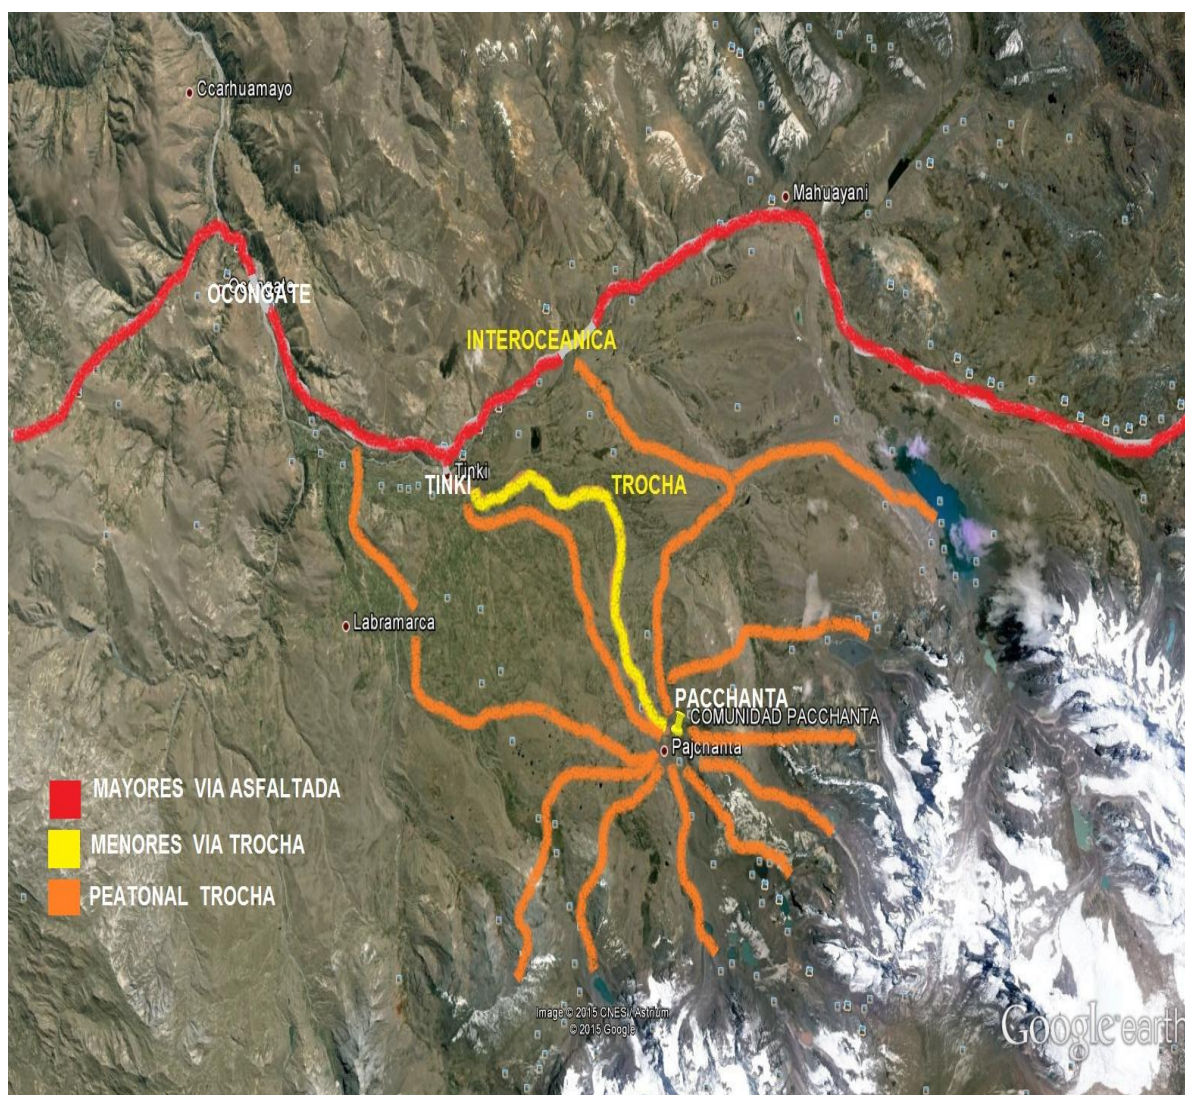 Ccarhuamayo
Mahuayani
Ocongate
OCONGATE
INTEROCEANICA
Tinki
TINKI
TROCHA
Labramarca
PACCHANTA
COMUNIDAD PACCHANTA
Pajchanta
MAYORES VIA ASFALTADA
MENORES VIA TROCHA
PEATONAL TROCHA
Image © 2015 CNES / Astrium
© 2015 Google
Google earth